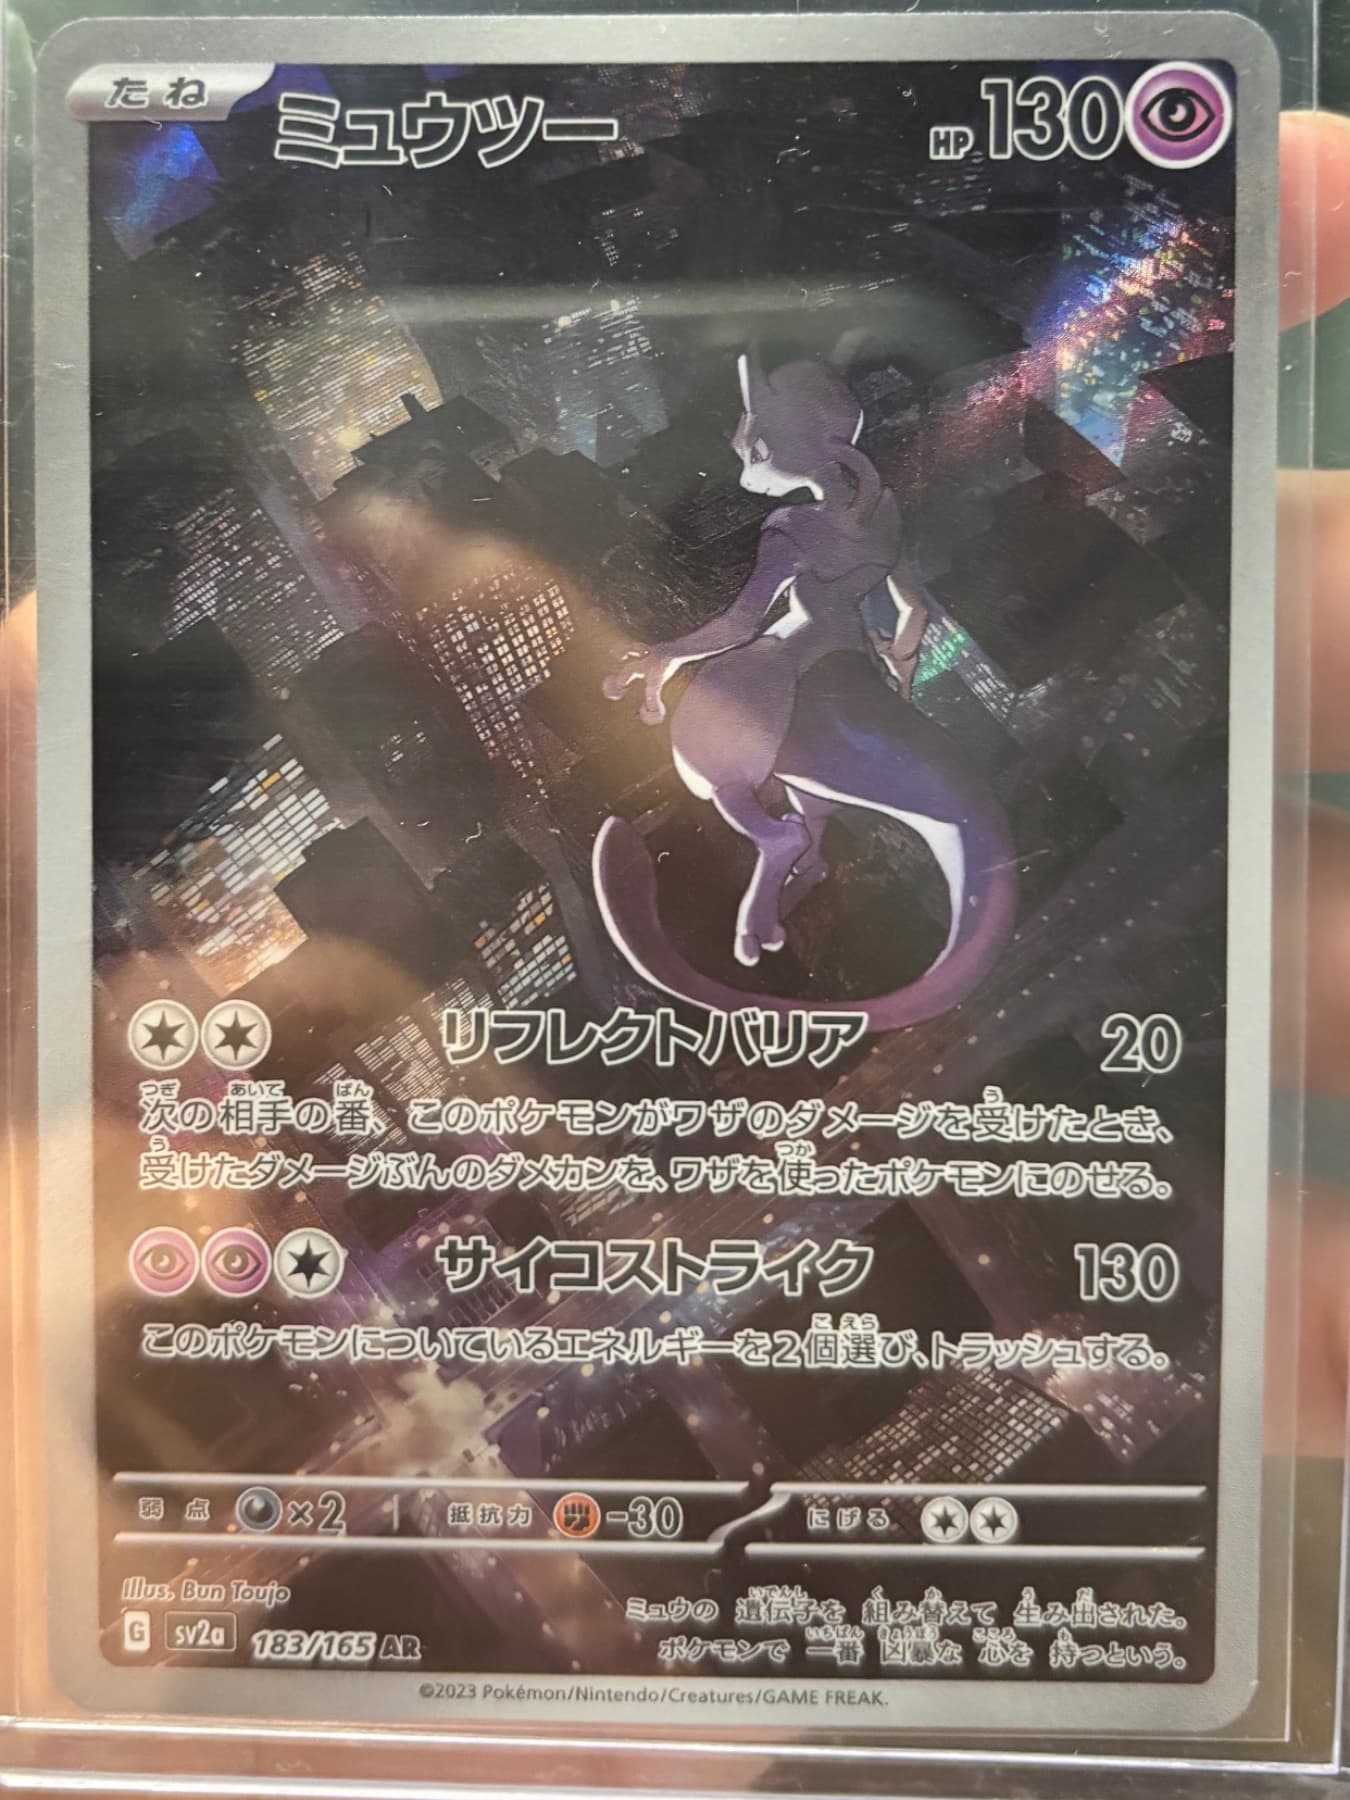 たね ミュウツー HP 130
リフレクトバリア 20
次の相手の番、このポケモンがワザのダメージを受けたとき、
受けたダメージぶんのダメカンを、ワザを使ったポケモンにのせる。
サイコストライク 130
このポケモンについているエネルギーを2個選び、トラッシュする。
弱点 ×2 抵抗力 -30 にげる
Illus. Bun Toujo
ミュウの 遺伝子を 組み替えて 生み出された。
G sv2a 183/165 AR
ポケモンで 一番 凶暴な 心を 持つという。
©2023 Pokémon/Nintendo/Creatures/GAME FREAK.